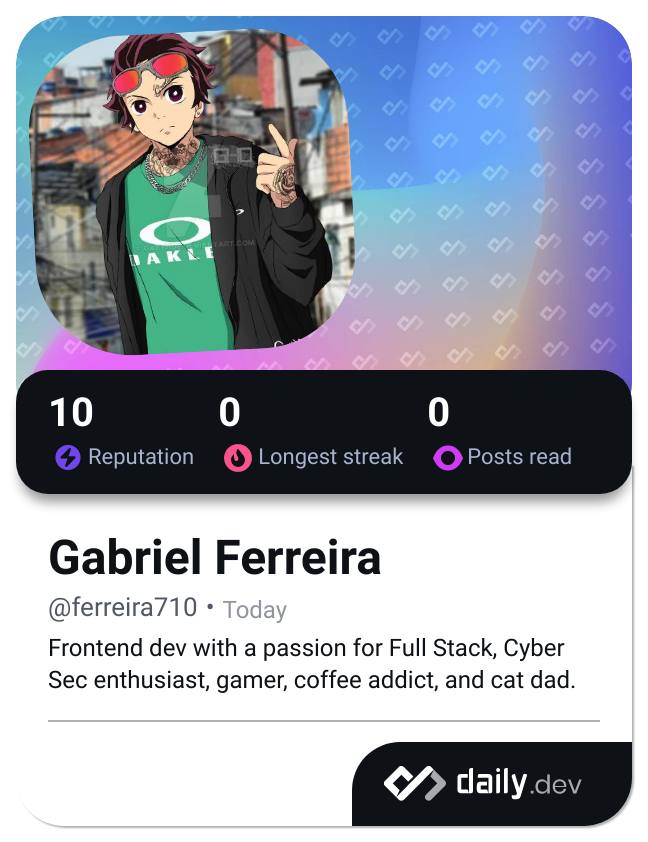 OAKLE
10
0
0
Reputation
Longest streak
Posts read
Gabriel Ferreira
@ferreira710 • Today
Frontend dev with a passion for Full Stack, Cyber
Sec enthusiast, gamer, coffee addict, and cat dad.
daily.dev